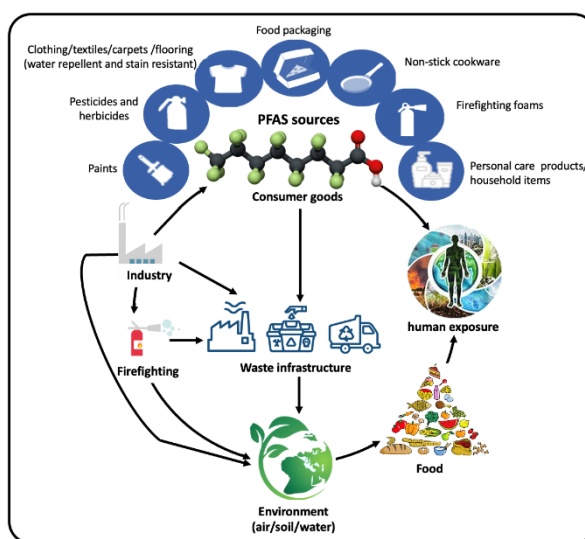 Food packaging
Clothing/textiles/carpets /flooring
(water repellent and stain resistant)
Non-stick cookware
Pesticides and
herbicides
PFAS sources
Firefighting foams
Paints
Personal care products/
household items
Consumer goods
Industry
human exposure
Firefighting
Waste infrastructure
Food
Environment
(air/soil/water)